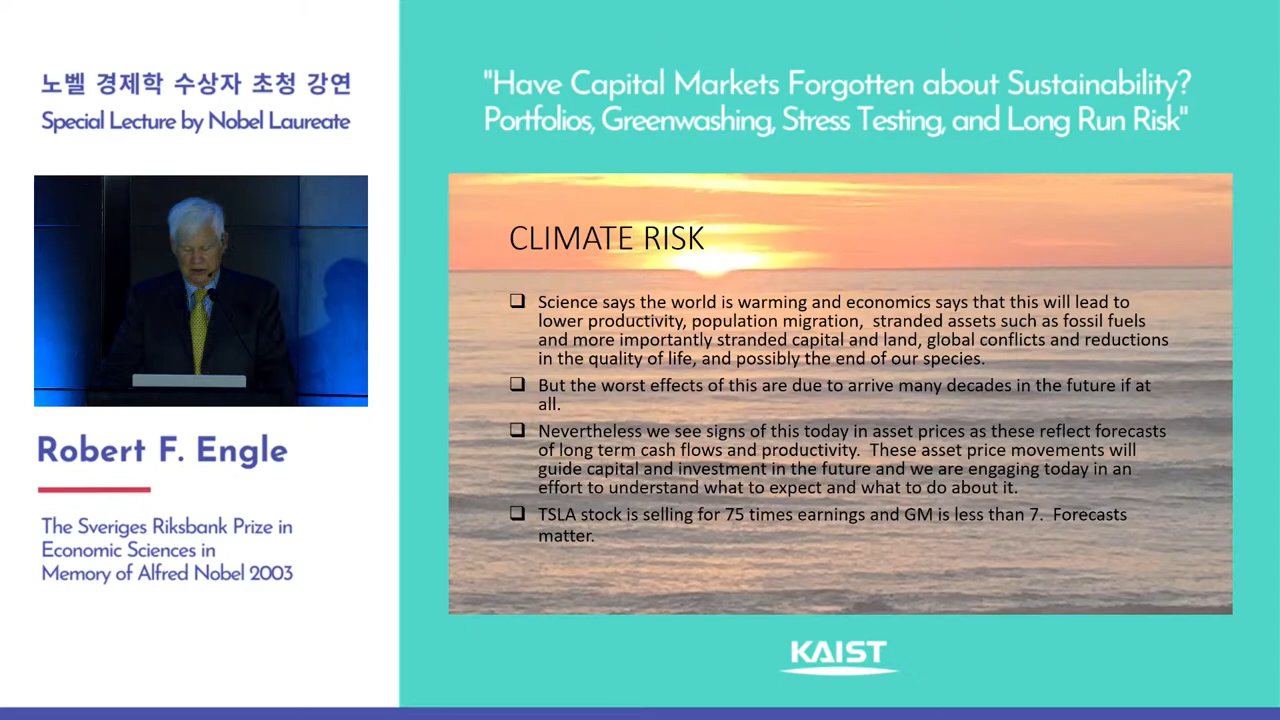 노벨 경제학 수상자 초청 강연
Special Lecture by Nobel Laureate
Robert F. Engle
The Sveriges Riksbank Prize in
Economic Sciences in
Memory of Alfred Nobel 2003
"Have Capital Markets Forgotten about Sustainability?
Portfolios, Greenwashing, Stress Testing, and Long Run Risk"
CLIMATE RISK
Science says the world is warming and economics says that this will lead to
lower productivity, population migration,  stranded assets such as fossil fuels
and more importantly stranded capital and land, global conflicts and reductions
in the quality of life, and possibly the end of our species.
But the worst effects of this are due to arrive many decades in the future if at
all.
Nevertheless we see signs of this today in asset prices as these reflect forecasts
of long term cash flows and productivity.  These asset price movements will
guide capital and investment in the future and we are engaging today in an
effort to understand what to expect and what to do about it.
TSLA stock is selling for 75 times earnings and GM is less than 7.  Forecasts
matter.
KAIST